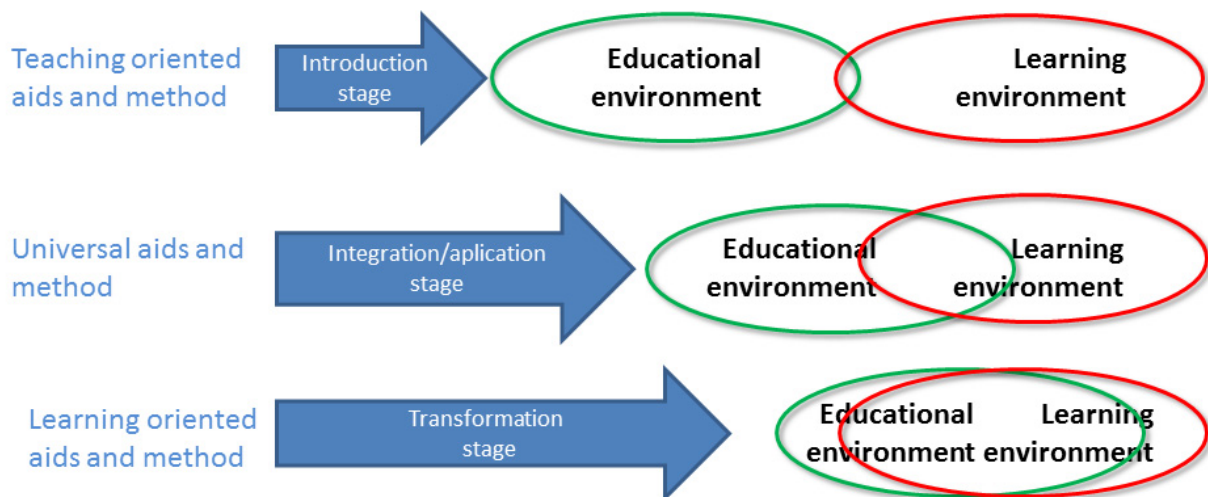 Teaching oriented
aids and method
Introduction
stage
Educational
environment
Learning
environment
Universal aids and
method
Integration/aplication
stage
Educational
environment
Learning
environment
Learning oriented
aids and method
Transformation
stage
Educational
environment
Learning
environment